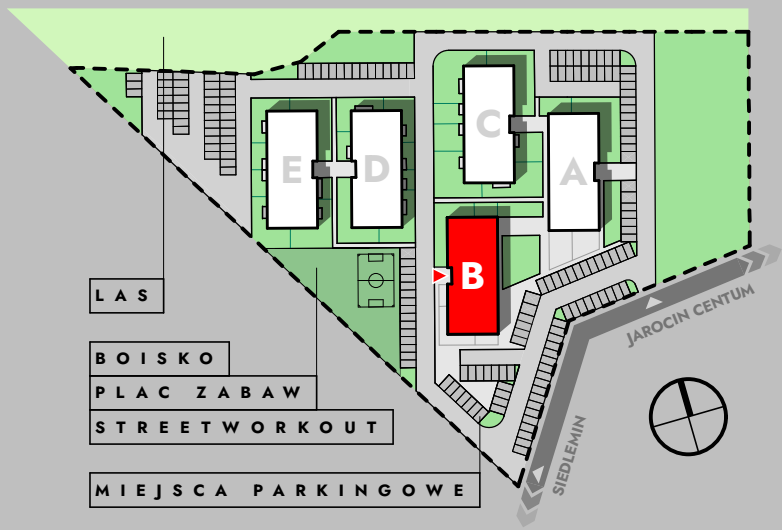 C
E
D
A
B
LAS
JAROCIN CENTUM
BOISKO
PLAC ZABAW
STREETWORKOUT
SIEDLEMIN
MIEJSCA PARKINGOWE